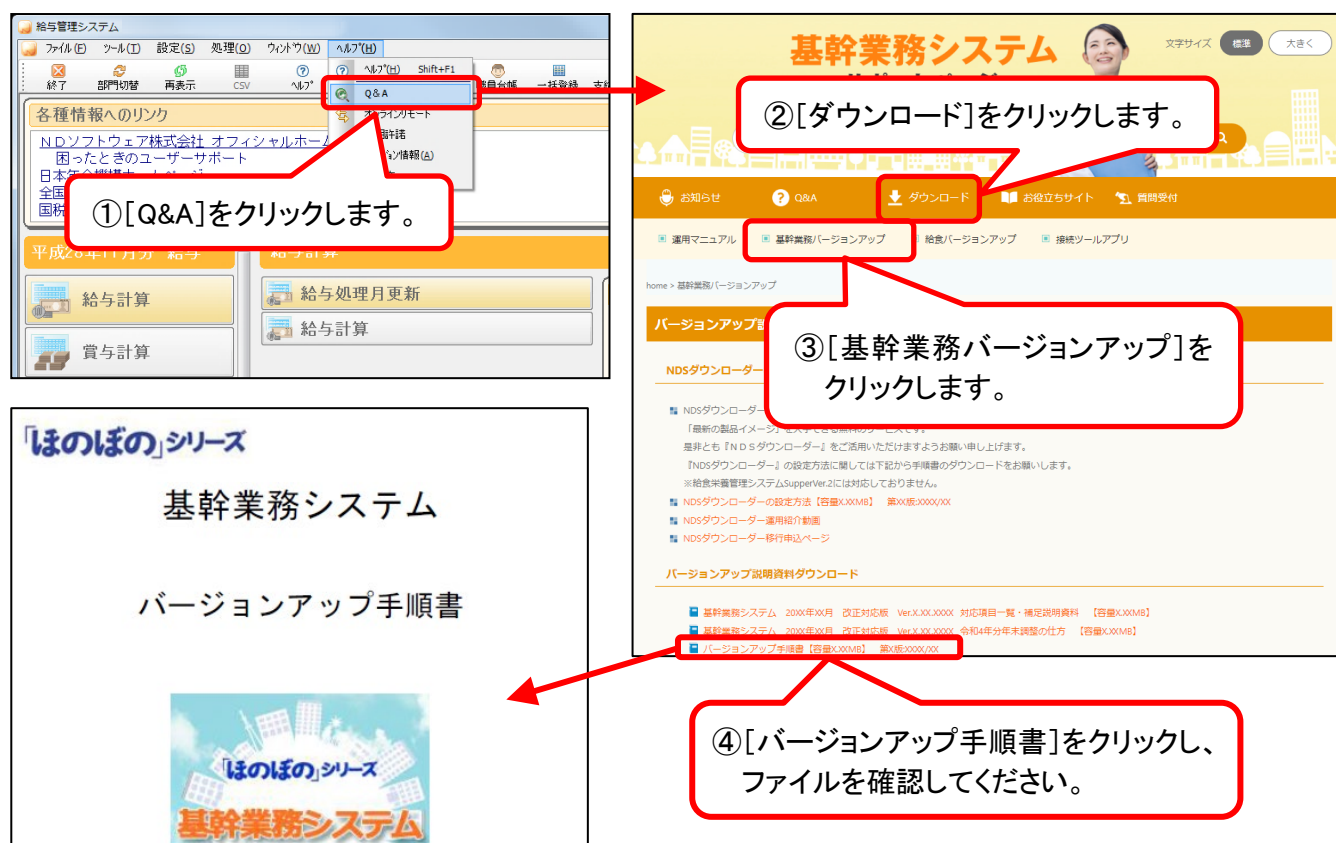 給与管理システム
ファイル(F) ツール(T) 設定(S) 処理(O) ウィンドウ(W) ヘルプ(H)
終了 部門切替 再表示 CSV ヘルプ
ヘルプ(H) Shift+F1
Q&A
オンラインリモート
一括登録
各種情報へのリンク
NDソフトウェア株式会社 オフィシャルホーム
困ったときのユーザーサポート
①[Q&A]をクリックします。
給与計算
賞与計算
給与処理月更新
給与計算
基幹業務システム
文字サイズ 標準 大きく
②[ダウンロード]をクリックします。
お知らせ Q&A ダウンロード お役立ちサイト 質問受付
運用マニュアル 基幹業務バージョンアップ 給食バージョンアップ 接続ツールアプリ
home > 基幹業務バージョンアップ
バージョンアップ
③[基幹業務バージョンアップ]を
クリックします。
NDSダウンローダー
NDSダウンローダー
是非とも『NDSダウンローダー』をご活用いただけますようお願い申し上げます。
『NDSダウンローダー』の設定方法に関しては下記から手順書のダウンロードをお願いします。
※給食栄養管理システムSupperVer.2には対応しておりません。
NDSダウンローダーの設定方法【容量X.XXMB】 第XX版:XXXX/XX
NDSダウンローダー運用紹介動画
NDSダウンローダー移行申込ページ
バージョンアップ説明資料ダウンロード
基幹業務システム 20XX年XX月 改正対応版 Ver.X.XX.XXXX 対応項目一覧・補足説明資料 【容量X.XXMB】
基幹業務システム 20XX年XX月 改正対応版 Ver.X.XX.XXXX 令和4年分年末調整の仕方 【容量X.XXMB】
バージョンアップ手順書【容量X.XXMB】 第X版:XXXX/XX
④[バージョンアップ手順書]をクリックし、
ファイルを確認してください。
「ほのぼの」シリーズ
基幹業務システム
バージョンアップ手順書
「ほのぼの」シリーズ
基幹業務システム